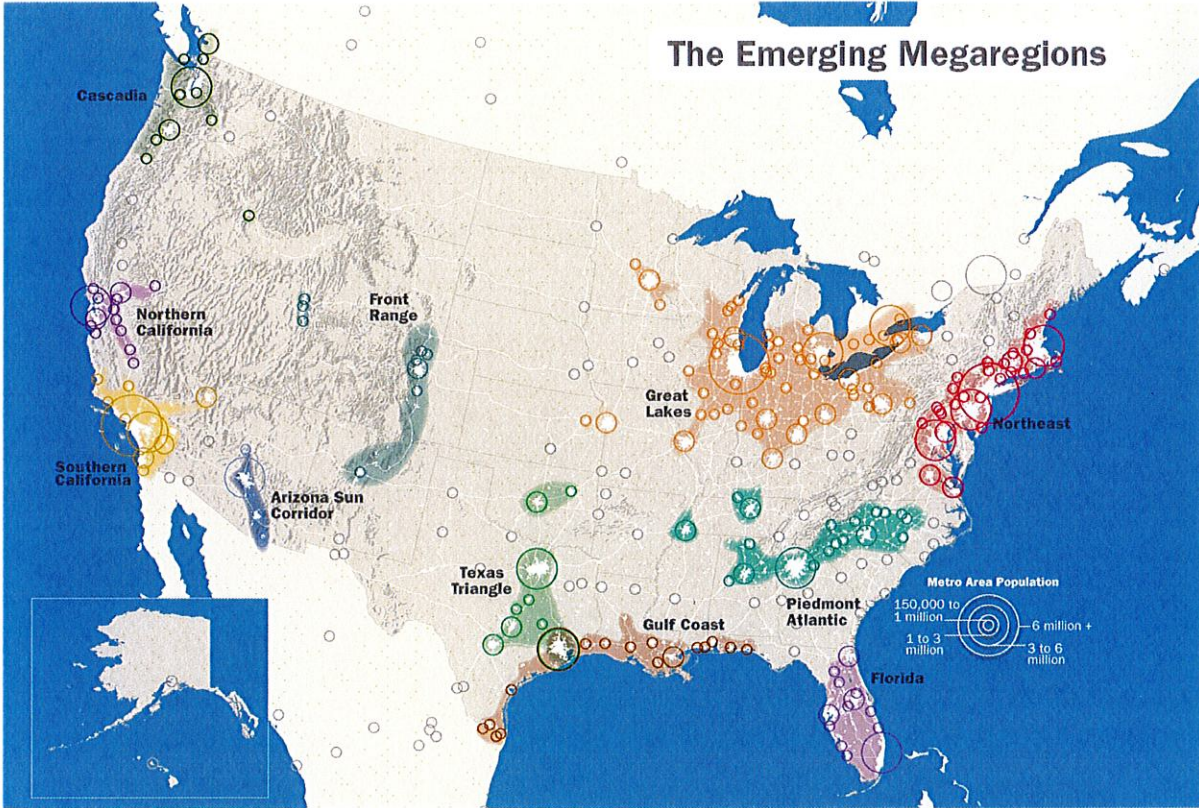 The Emerging Megaregions
Cascadia
Northern
California
Front
Range
Great
Lakes
Northeast
Southern
California
Arizona Sun
Corridor
Texas
Triangle
Gulf Coast
Piedmont
Atlantic
Florida
Metro Area Population
150,000 to
1 million
1 to 3
million
6 million +
3 to 6
million